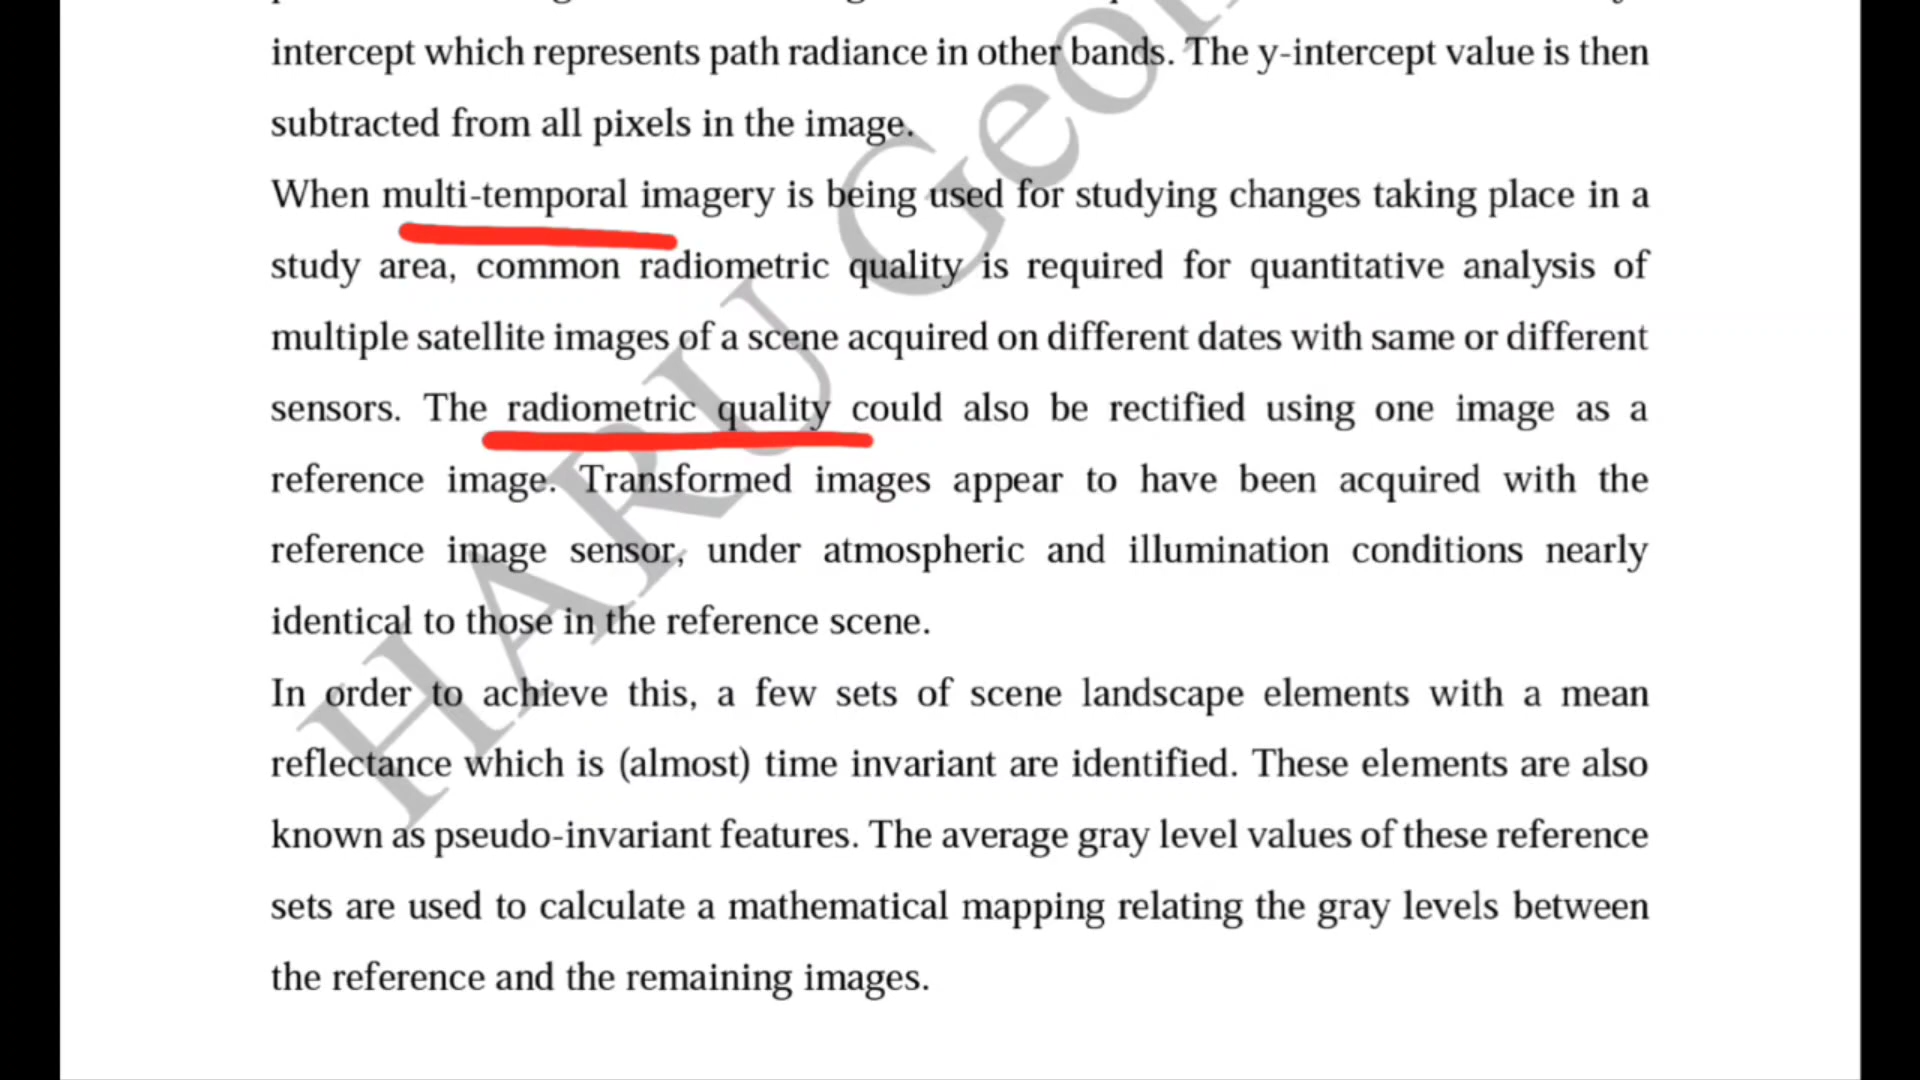 intercept which represents path radiance in other bands. The y-intercept value is then
subtracted from all pixels in the image.
When multi-temporal imagery is being used for studying changes taking place in a
study area, common radiometric quality is required for quantitative analysis of
multiple satellite images of a scene acquired on different dates with same or different
sensors. The radiometric quality could also be rectified using one image as a
reference image. Transformed images appear to have been acquired with the
reference image sensor, under atmospheric and illumination conditions nearly
identical to those in the reference scene.
In order to achieve this, a few sets of scene landscape elements with a mean
reflectance which is (almost) time invariant are identified. These elements are also
known as pseudo-invariant features. The average gray level values of these reference
sets are used to calculate a mathematical mapping relating the gray levels between
the reference and the remaining images.
HARU